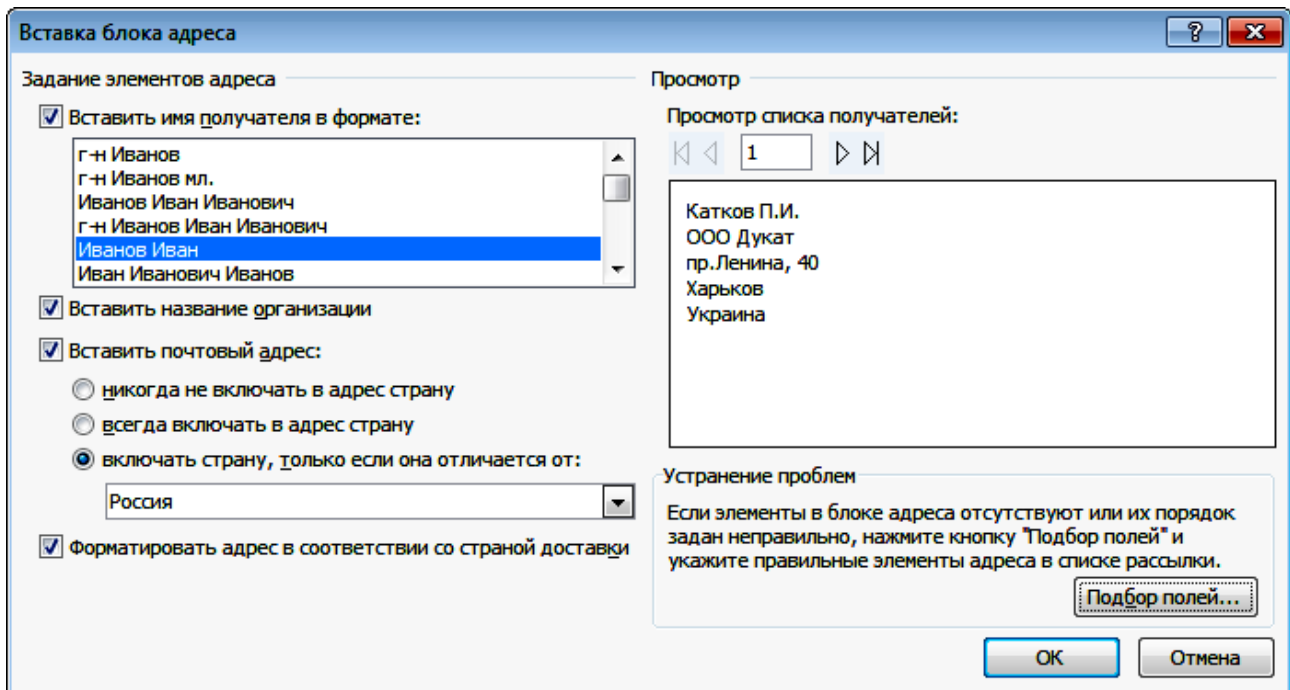 Вставка блока адреса
Задание элементов адреса
Вставить имя получателя в формате:
г-н Иванов
г-н Иванов мл.
Иванов Иван Иванович
г-н Иванов Иван Иванович
Иванов Иван
Иван Иванович Иванов
Вставить название организации
Вставить почтовый адрес:
никогда не включать в адрес страну
всегда включать в адрес страну
включать страну, только если она отличается от:
Россия
Форматировать адрес в соответствии со страной доставки
Просмотр
Просмотр списка получателей:
1
Катков П.И.
ООО Дукат
пр.Ленина, 40
Харьков
Украина
Устранение проблем
Если элементы в блоке адреса отсутствуют или их порядок
задан неправильно, нажмите кнопку "Подбор полей" и
укажите правильные элементы адреса в списке рассылки.
Подбор полей...
ОК
Отмена